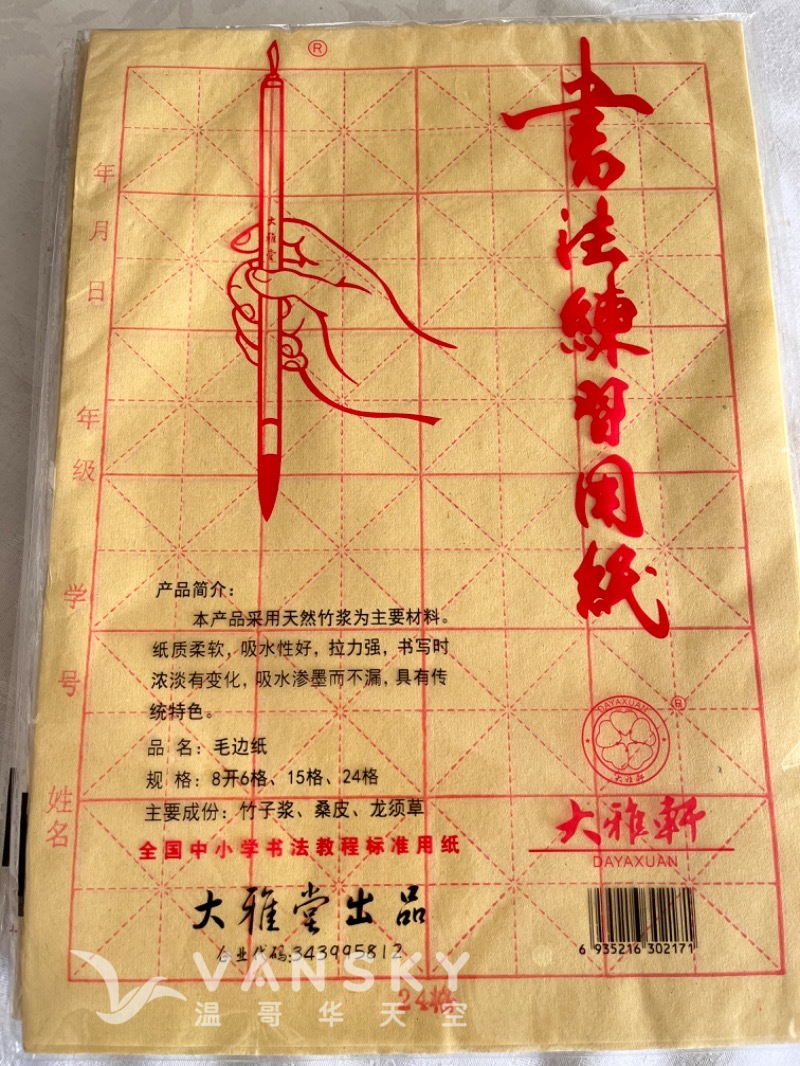 ®
書法練習用紙
大雅堂
年月日
年级
学号
姓名
产品简介：
本产品采用天然竹浆为主要材料。
纸质柔软，吸水性好，拉力强，书写时
浓淡有变化，吸水渗墨而不漏，具有传
统特色。
品 名：毛边纸
规 格：8开6格、15格、24格
主要成份：竹子浆、桑皮、龙须草
全国中小学书法教程标准用纸
大雅堂出品
企业代码:343995812
DAYAXUAN
大雅轩
®
大雅軒
DAYAXUAN
6 935216 302171
24格
VANSKY
温哥华天空